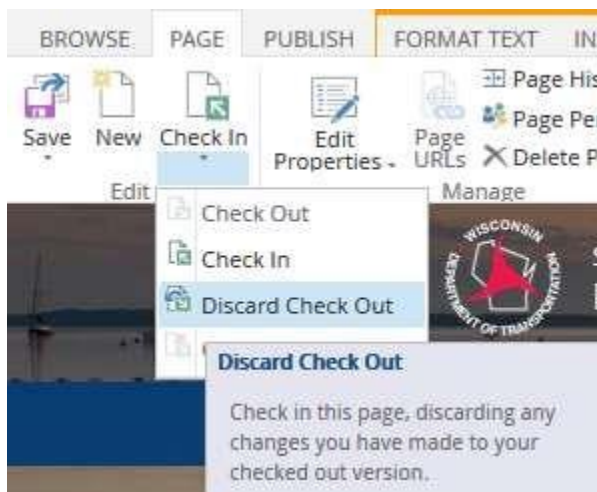 BROWSE PAGE PUBLISH FORMAT TEXT IN
Save New Check In Edit Properties Page URLs
Page His
Page Per
Delete P
Edit Manage
Check Out
Check In
Discard Check Out
WISCONSIN
DEPARTMENT OF TRANSPORTATION
Discard Check Out
Check in this page, discarding any
changes you have made to your
checked out version.